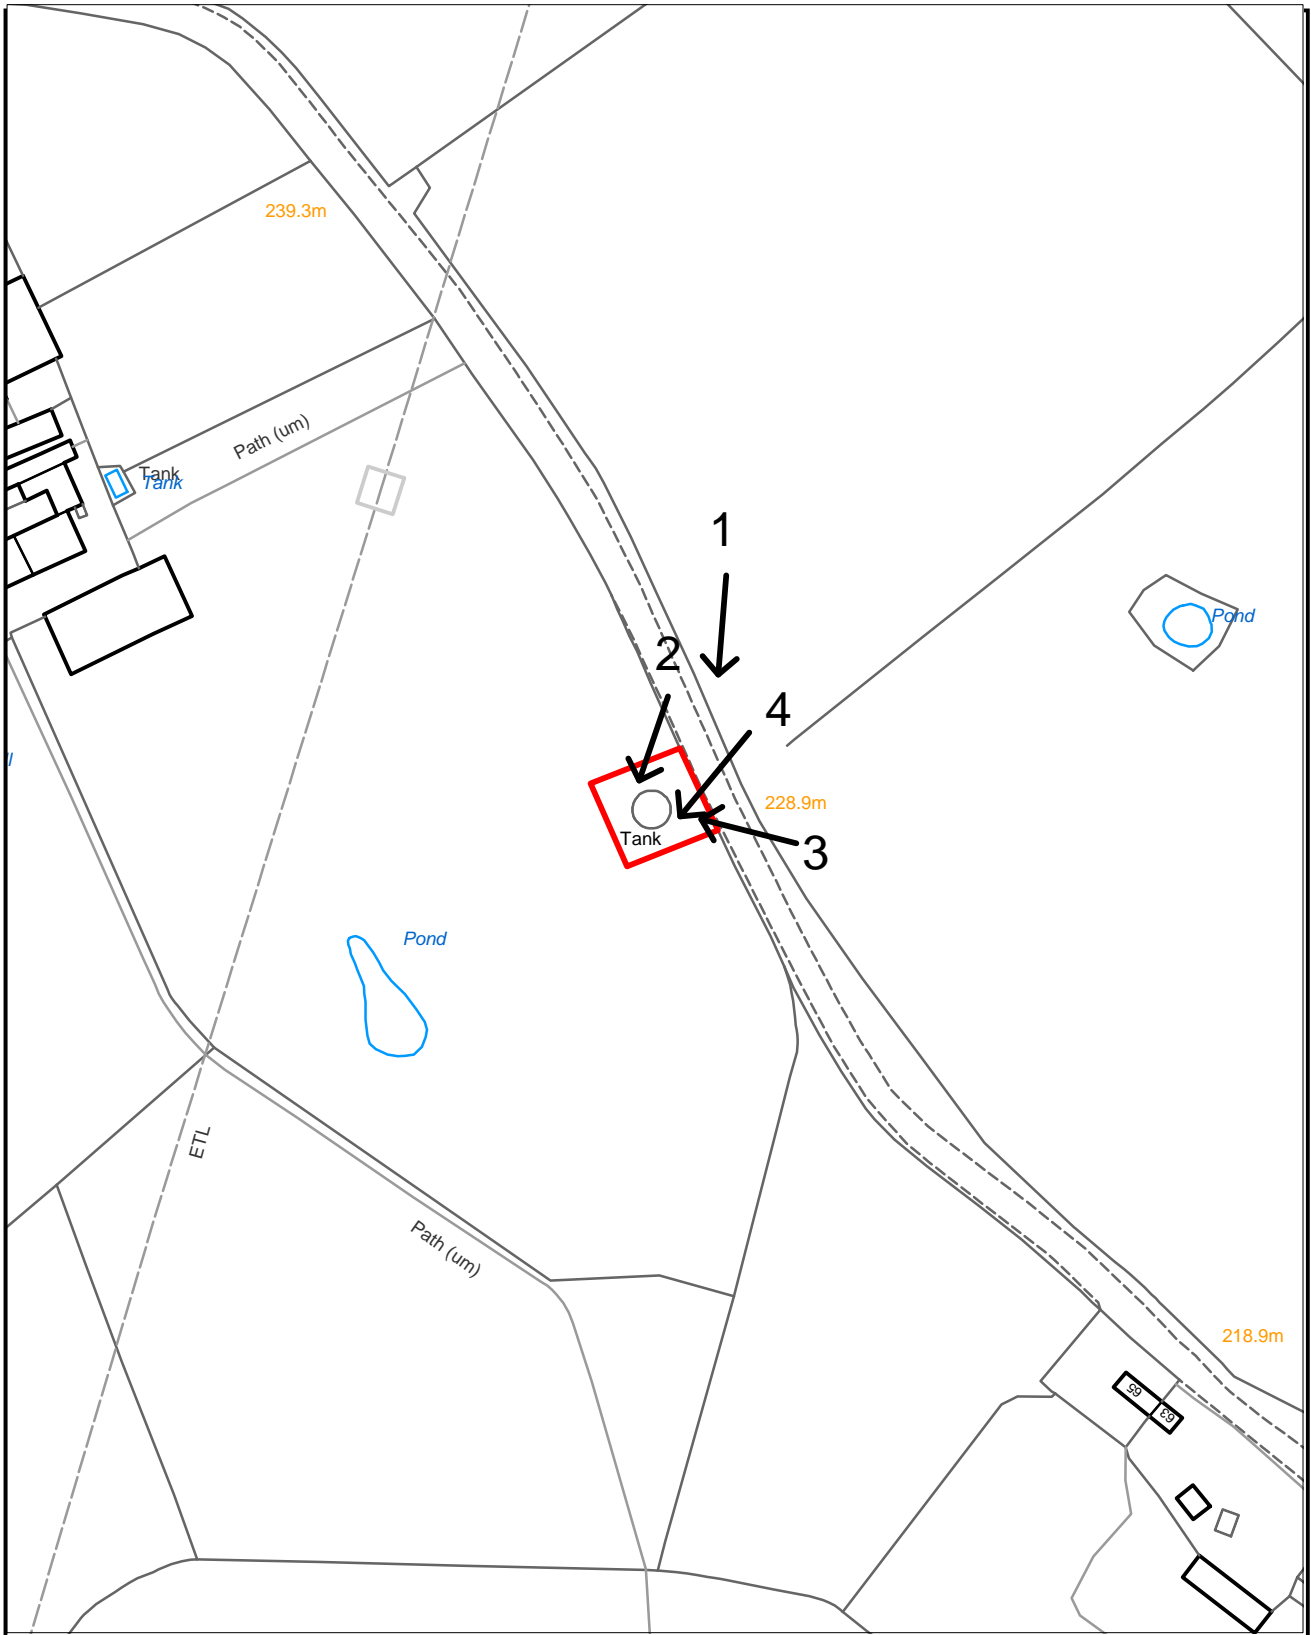 239.3m
Path (um)
Tank
Tank
1
Pond
2
4
228.9m
Tank
3
Pond
ETL
Path (um)
218.9m
65
63